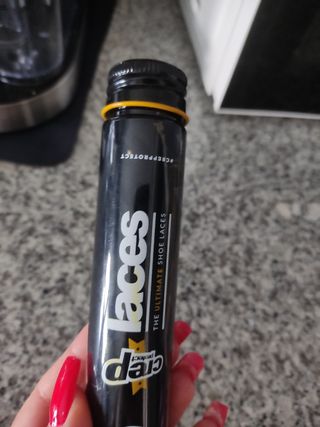 #CREPPROTECT
laces
THE ULTIMATE SHOE LACES
crep
protect